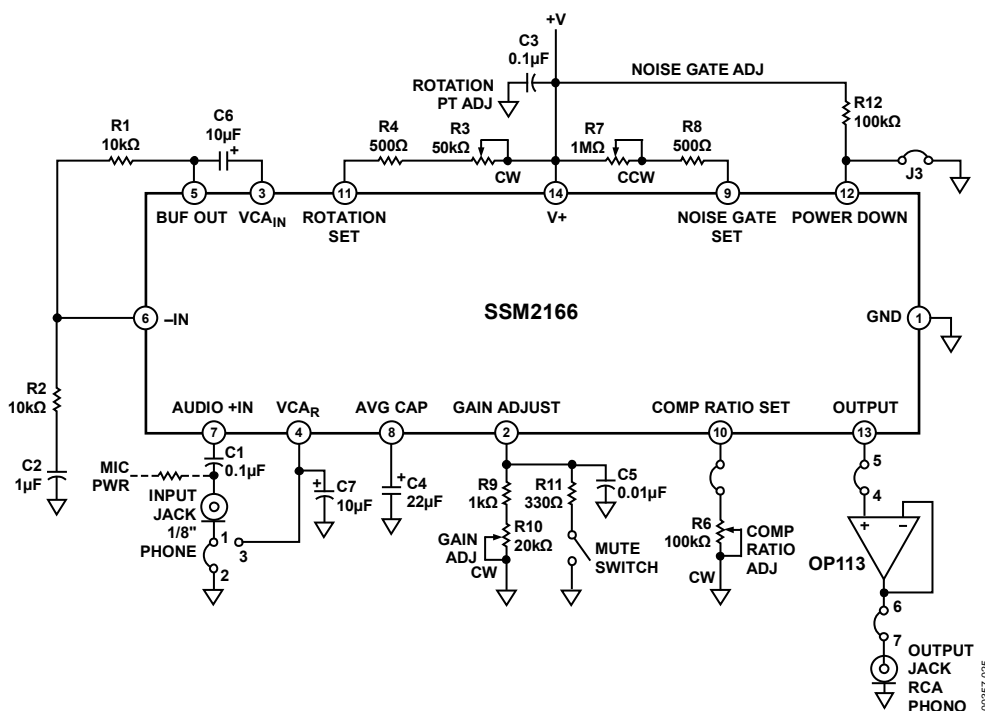 +V
C3
0.1µF
NOISE GATE ADJ
ROTATION
PT ADJ
R1
10kΩ
C6
10µF
+
R4
500Ω
R3
50kΩ
CW
R7
1MΩ
CCW
R8
500Ω
R12
100kΩ
J3
5
3
11
14
9
12
BUF OUT
VCAIN
ROTATION
SET
V+
NOISE GATE
SET
POWER DOWN
SSM2166
6
–IN
GND
1
R2
10kΩ
C2
1µF
AUDIO +IN
VCAR
AVG CAP
GAIN ADJUST
COMP RATIO SET
OUTPUT
7
4
8
2
10
13
C1
0.1µF
MIC
PWR
INPUT
JACK
1/8"
PHONE
1
3
2
+
C7
10µF
+
C4
22µF
R9
1kΩ
R10
20kΩ
GAIN
ADJ
CW
R11
330Ω
C5
0.01µF
MUTE
SWITCH
R6
100kΩ
COMP
RATIO
ADJ
CW
5
4
+
–
OP113
6
7
OUTPUT
JACK
RCA
PHONO
00357-025